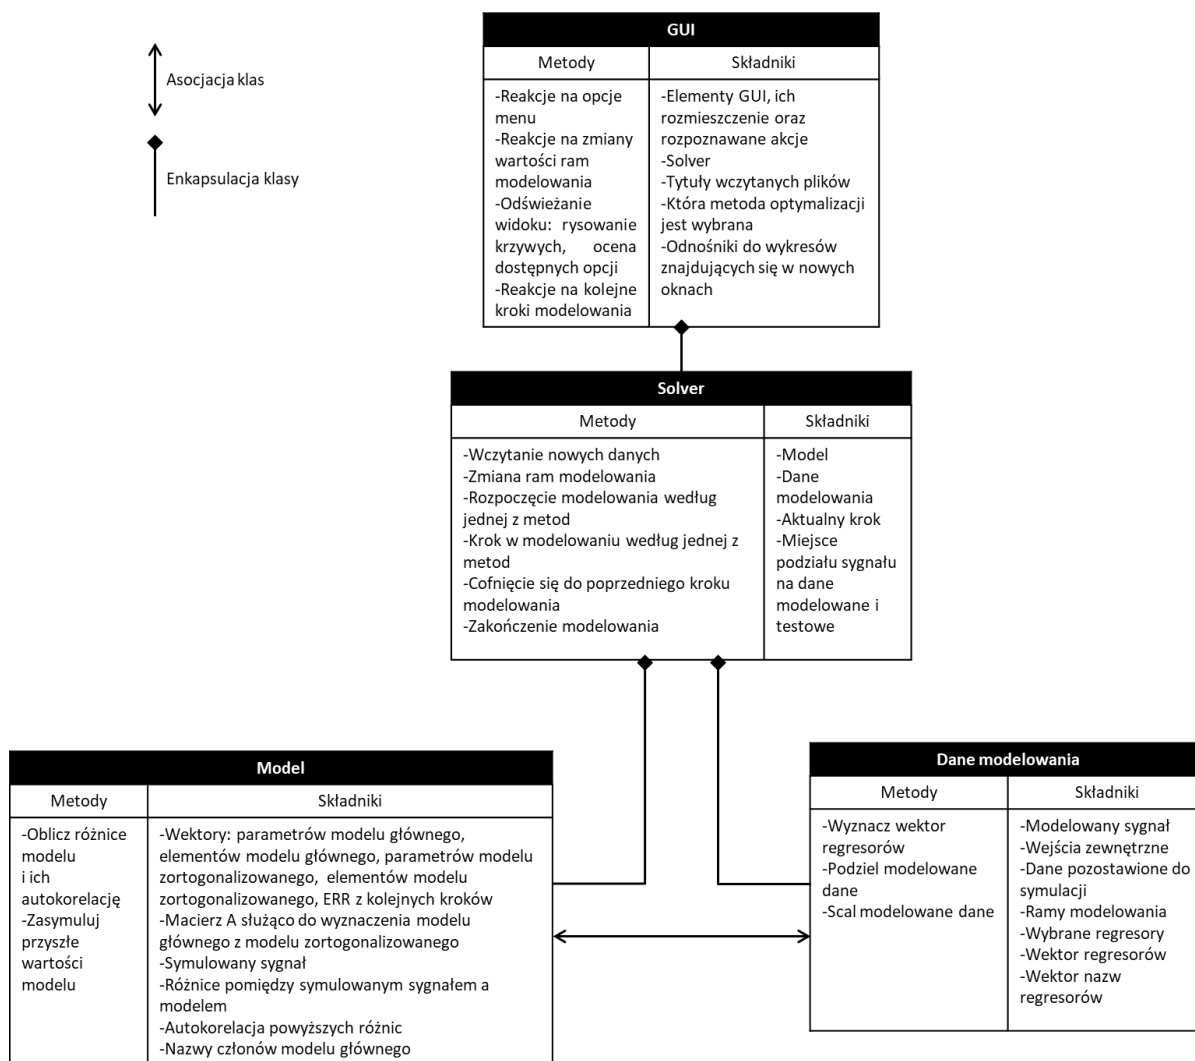 Asocjacja klas
Enkapsulacja klasy
GUI
Metody
-Reakcje na opcje
menu
-Reakcje na zmiany
wartości ram
modelowania
-Odświeżanie
widoku: rysowanie
krzywych, ocena
dostępnych opcji
-Reakcje na kolejne
kroki modelowania
Składniki
-Elementy GUI, ich
rozmieszczenie oraz
rozpoznawane akcje
-Solver
-Tytuły wczytanych plików
-Która metoda optymalizacji
jest wybrana
-Odnośniki do wykresów
znajdujących się w nowych
oknach
Solver
Metody
-Wczytanie nowych danych
-Zmiana ram modelowania
-Rozpoczęcie modelowania według
jednej z metod
-Krok w modelowaniu według jednej z
metod
-Cofnięcie się do poprzedniego kroku
modelowania
-Zakończenie modelowania
Składniki
-Model
-Dane
modelowania
-Aktualny krok
-Miejsce
podziału sygnału
na dane
modelowane i
testowe
Model
Metody
-Oblicz różnice
modelu
i ich
autokorelację
-Zasymuluj
przyszłe
wartości
modelu
Składniki
-Wektory: parametrów modelu głównego,
elementów modelu głównego, parametrów modelu
zortogonalizowanego, elementów modelu
zortogonalizowanego, ERR z kolejnych kroków
-Macierz A służąco do wyznaczenia modelu
głównego z modelu zortogonalizowanego
-Symulowany sygnał
-Różnice pomiędzy symulowanym sygnałem a
modelem
-Autokorelacja powyższych różnic
-Nazwy członów modelu głównego
Dane modelowania
Metody
-Wyznacz wektor
regresorów
-Podziel modelowane
dane
-Scal modelowane dane
Składniki
-Modelowany sygnał
-Wejścia zewnętrzne
-Dane pozostawione do
symulacji
-Ramy modelowania
-Wybrane regresory
-Wektor regresorów
-Wektor nazw
regresorów